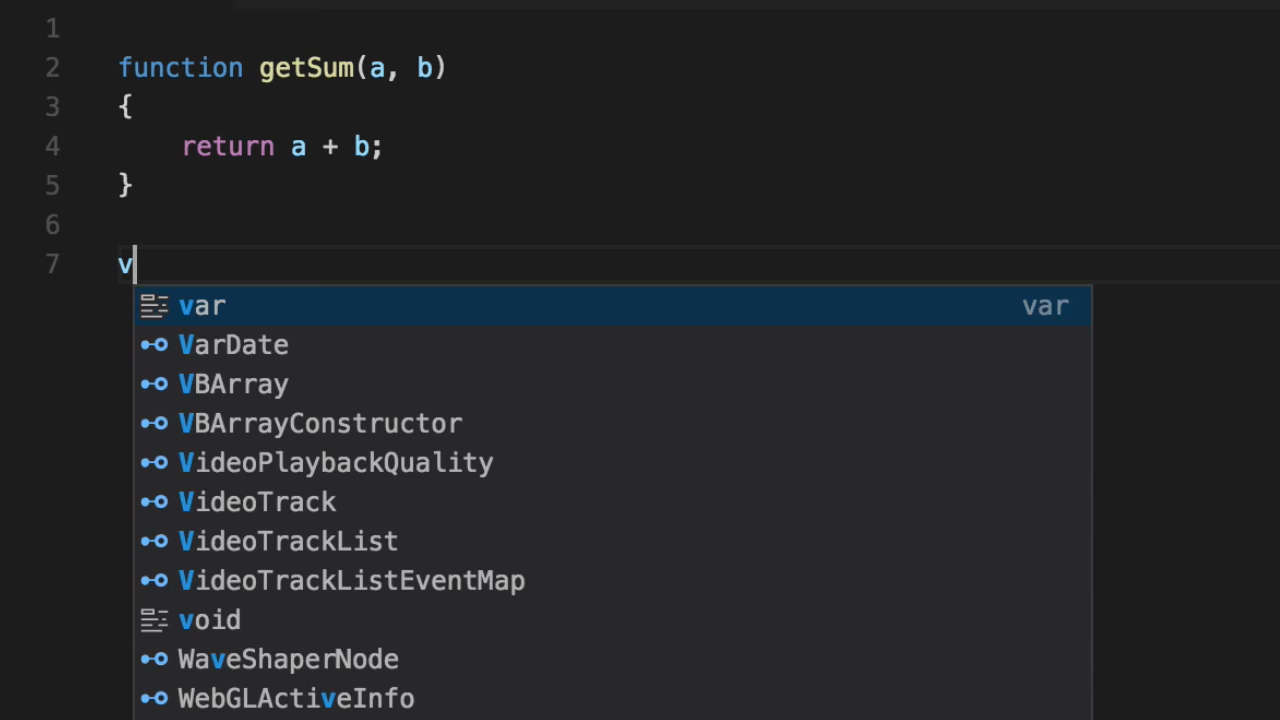 1
2 function getSum(a, b)
3 {
4 return a + b;
5 }
6
7 v
var var
VarDate
VBArray
VBArrayConstructor
VideoPlaybackQuality
VideoTrack
VideoTrackList
VideoTrackListEventMap
void
WaveShaperNode
WebGLActiveInfo